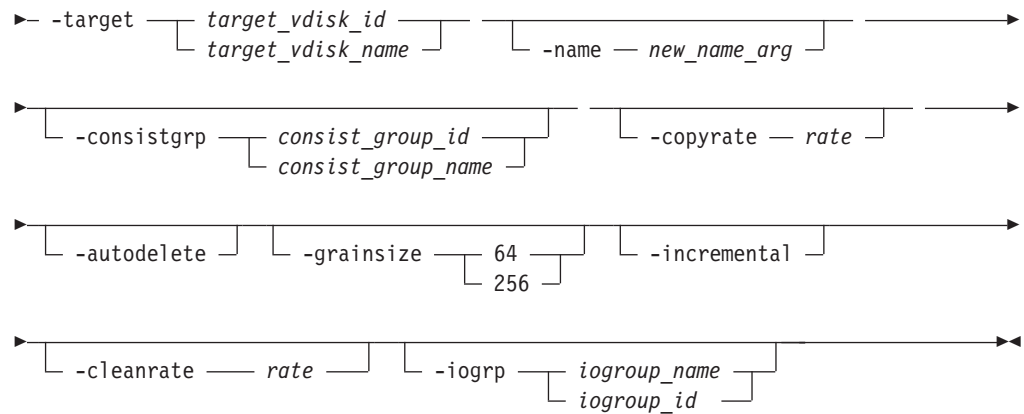 -target target_vdisk_id
target_vdisk_name
-name new_name_arg
-consistgrp consist_group_id
consist_group_name
-copyrate rate
-autodelete
-grainsize 64
256
-incremental
-cleanrate rate
-iogrp iogroup_name
iogroup_id